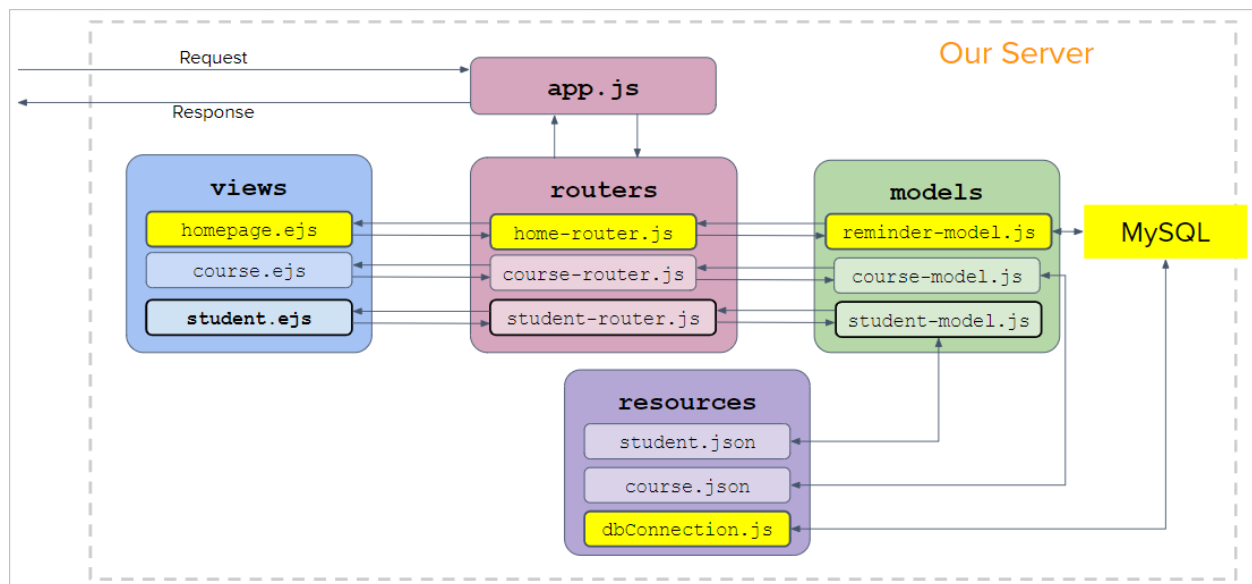 Our Server
Request
app.js
Response
views
routers
models
homepage.ejs
home-router.js
reminder-model.js
MySQL
course.ejs
course-router.js
course-model.js
student.ejs
student-router.js
student-model.js
resources
student.json
course.json
dbConnection.js